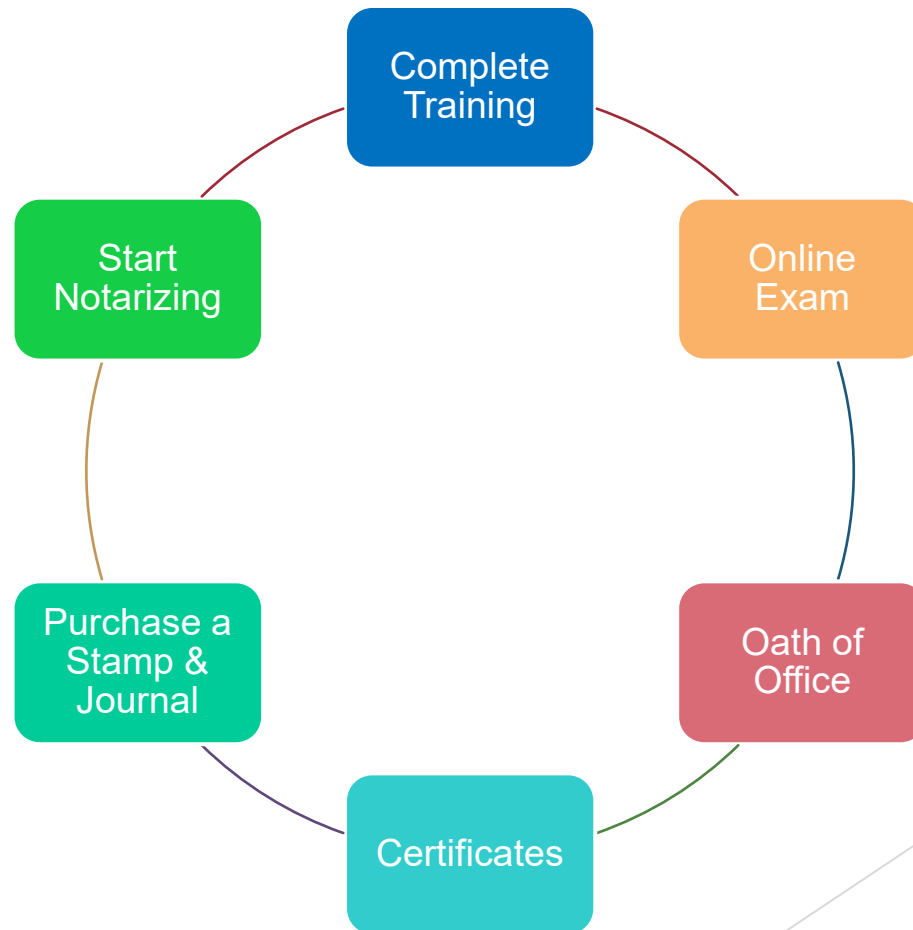 Complete
Training
Online
Exam
Oath of
Office
Certificates
Purchase a
Stamp &
Journal
Start
Notarizing